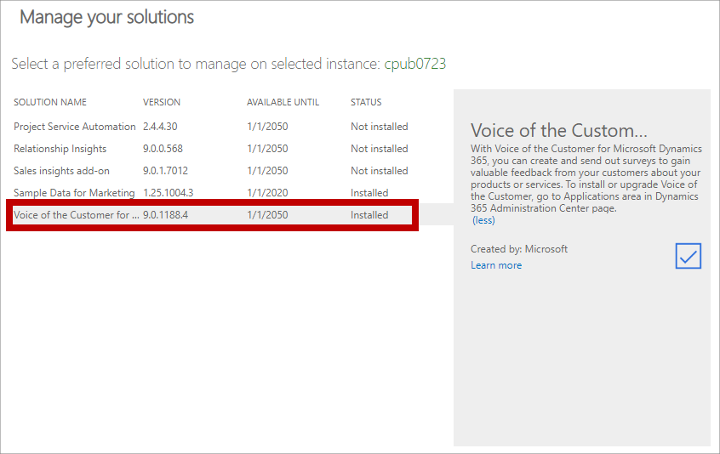 Manage your solutions
Select a preferred solution to manage on selected instance: cpub0723
SOLUTION NAME VERSION AVAILABLE UNTIL STATUS
Project Service Automation 2.4.4.30 1/1/2050 Not installed
Relationship Insights 9.0.0.568 1/1/2050 Not installed
Sales insights add-on 9.0.1.7012 1/1/2050 Not installed
Sample Data for Marketing 1.25.1004.3 1/1/2020 Installed
Voice of the Customer for ... 9.0.1188.4 1/1/2050 Installed
Voice of the Custom...
With Voice of the Customer for Microsoft Dynamics
365, you can create and send out surveys to gain
valuable feedback from your customers about your
products or services. To install or upgrade Voice of
the Customer, go to Applications area in Dynamics
365 Administration Center page.
(less)
Created by: Microsoft
Learn more